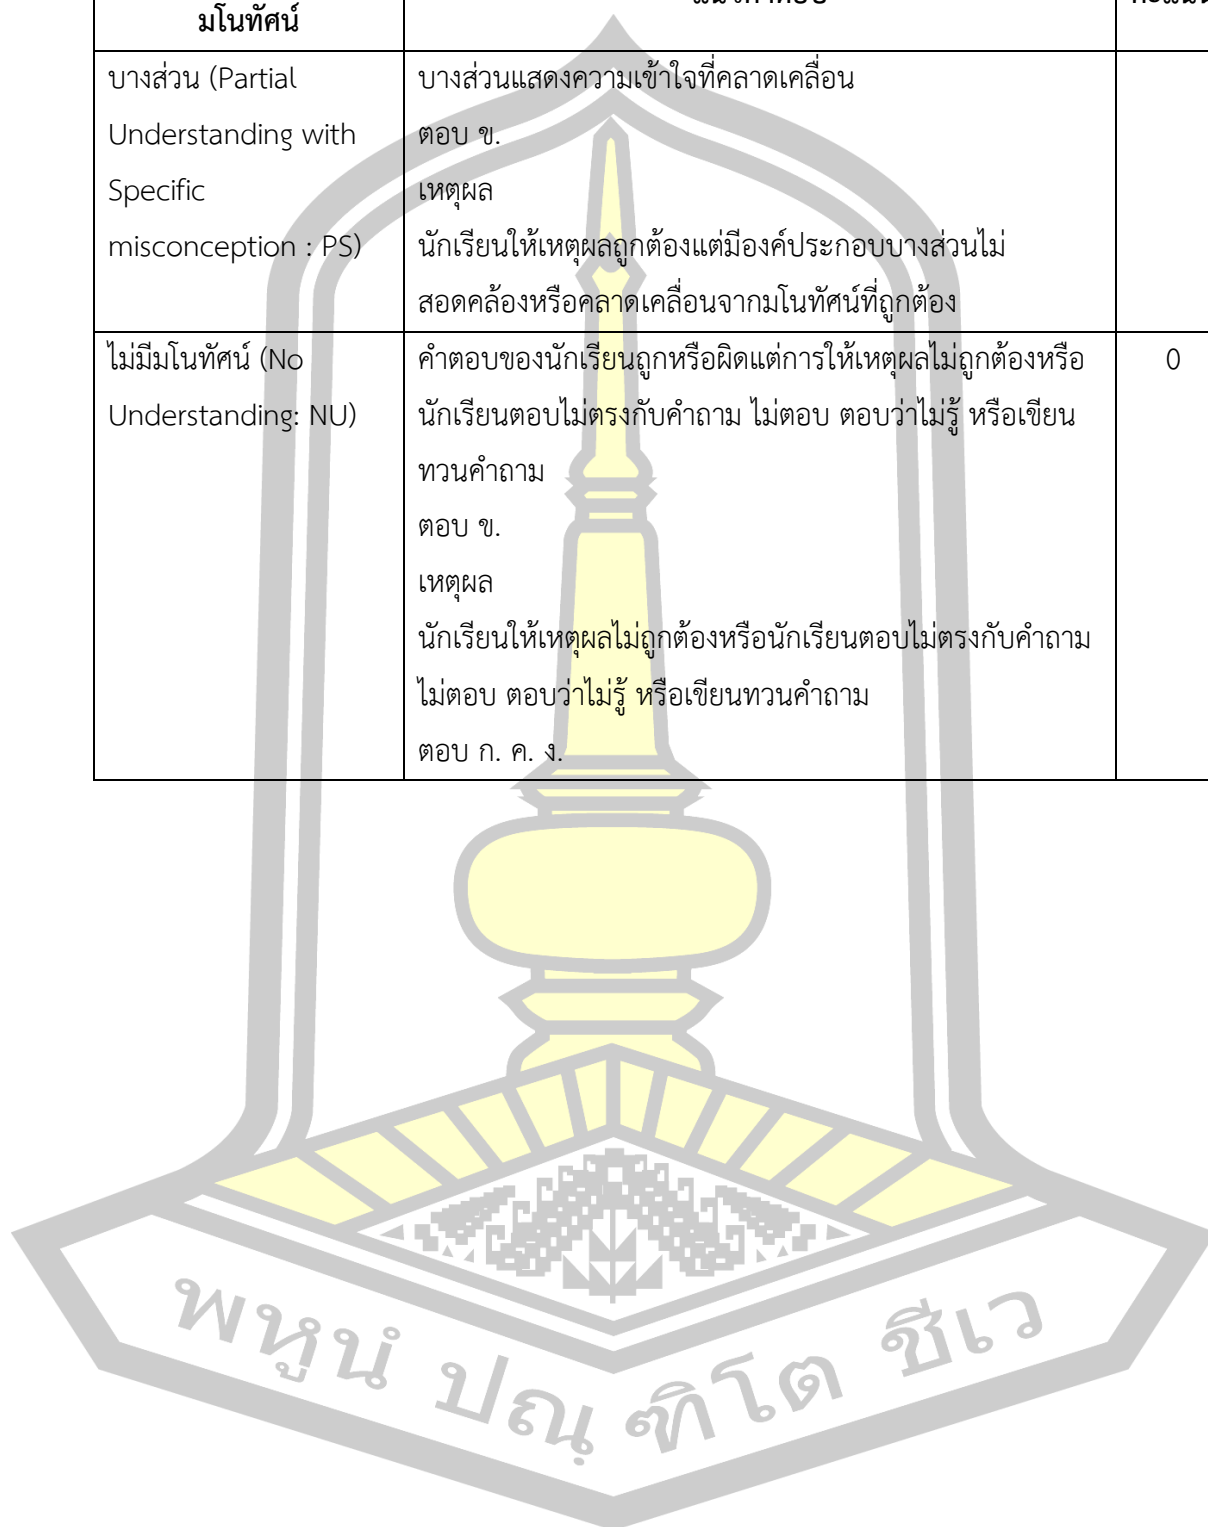 มโนทัศน์
บางส่วน (Partial
Understanding with
Specific
misconception : PS)
บางส่วนแสดงความเข้าใจที่คลาดเคลื่อน
ตอบ ข.
เหตุผล
นักเรียนให้เหตุผลถูกต้องแต่มีองค์ประกอบบางส่วนไม่
สอดคล้องหรือคลาดเคลื่อนจากมโนทัศน์ที่ถูกต้อง
ไม่มีมโนทัศน์ (No
Understanding: NU)
คำตอบของนักเรียนถูกหรือผิดแต่การให้เหตุผลไม่ถูกต้องหรือ
นักเรียนตอบไม่ตรงกับคำถาม ไม่ตอบ ตอบว่าไม่รู้ หรือเขียน
ทวนคำถาม
ตอบ ข.
เหตุผล
นักเรียนให้เหตุผลไม่ถูกต้องหรือนักเรียนตอบไม่ตรงกับคำถาม
ไม่ตอบ ตอบว่าไม่รู้ หรือเขียนทวนคำถาม
ตอบ ก. ค. ง.
0
พหูนํ ปณฺฑิโต ชีเว